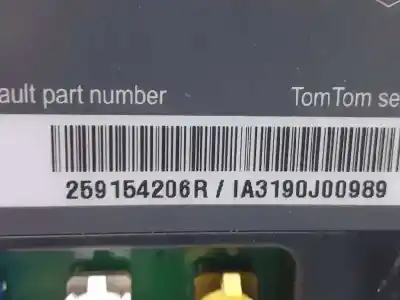 ault part number TomTom se
259154206R / IA3190J00989